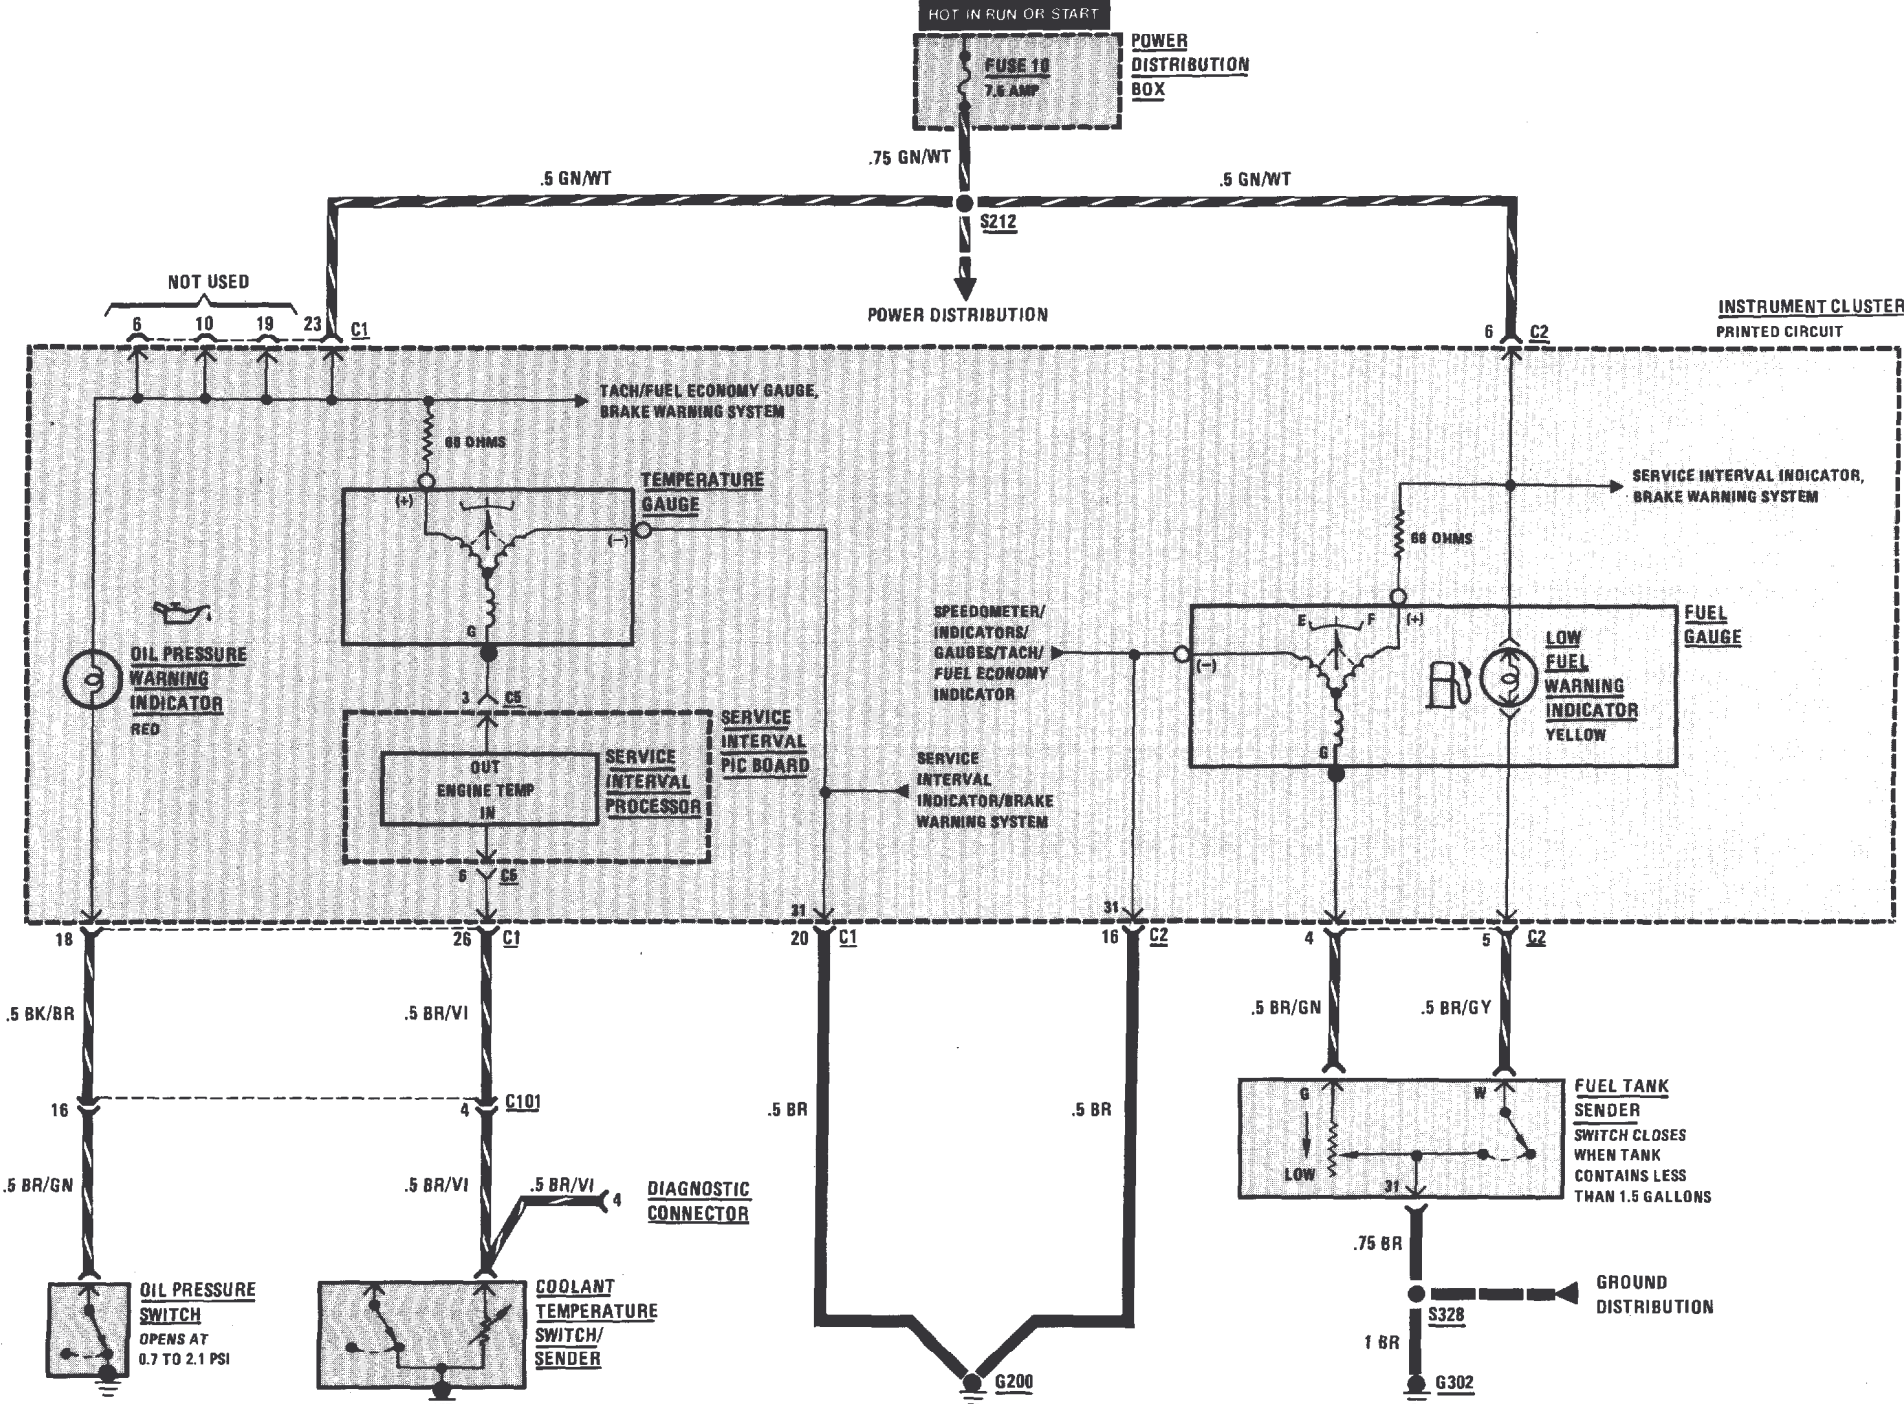 HOT IN RUN OR START
FUSE 10
7.5 AMP
POWER
DISTRIBUTION
BOX
.75 GN/WT
.5 GN/WT
.5 GN/WT
S212
POWER DISTRIBUTION
NOT USED
6
10
19
23
C1
6
C2
INSTRUMENT CLUSTER
PRINTED CIRCUIT
TACH/FUEL ECONOMY GAUGE,
BRAKE WARNING SYSTEM
68 OHMS
TEMPERATURE
GAUGE
(+)
(–)
G
SERVICE INTERVAL INDICATOR,
BRAKE WARNING SYSTEM
68 OHMS
OIL PRESSURE
WARNING
INDICATOR
RED
3
C5
SERVICE
INTERVAL
PIC BOARD
OUT
ENGINE TEMP
IN
SERVICE
INTERVAL
PROCESSOR
6
C5
SPEEDOMETER/
INDICATORS/
GAUGES/TACH/
FUEL ECONOMY
INDICATOR
SERVICE
INTERVAL
INDICATOR/BRAKE
WARNING SYSTEM
E
F
(+)
(–)
G
FUEL
GAUGE
LOW
FUEL
WARNING
INDICATOR
YELLOW
31
31
18
26
C1
20
C1
16
C2
4
5
C2
.5 BK/BR
.5 BR/VI
.5 BR/GN
.5 BR/GY
16
4
C101
.5 BR
.5 BR
.5 BR/GN
.5 BR/VI
.5 BR/VI
4
DIAGNOSTIC
CONNECTOR
G
W
LOW
31
FUEL TANK
SENDER
SWITCH CLOSES
WHEN TANK
CONTAINS LESS
THAN 1.5 GALLONS
OIL PRESSURE
SWITCH
OPENS AT
0.7 TO 2.1 PSI
COOLANT
TEMPERATURE
SWITCH/
SENDER
G200
.75 BR
S328
GROUND
DISTRIBUTION
1 BR
G302